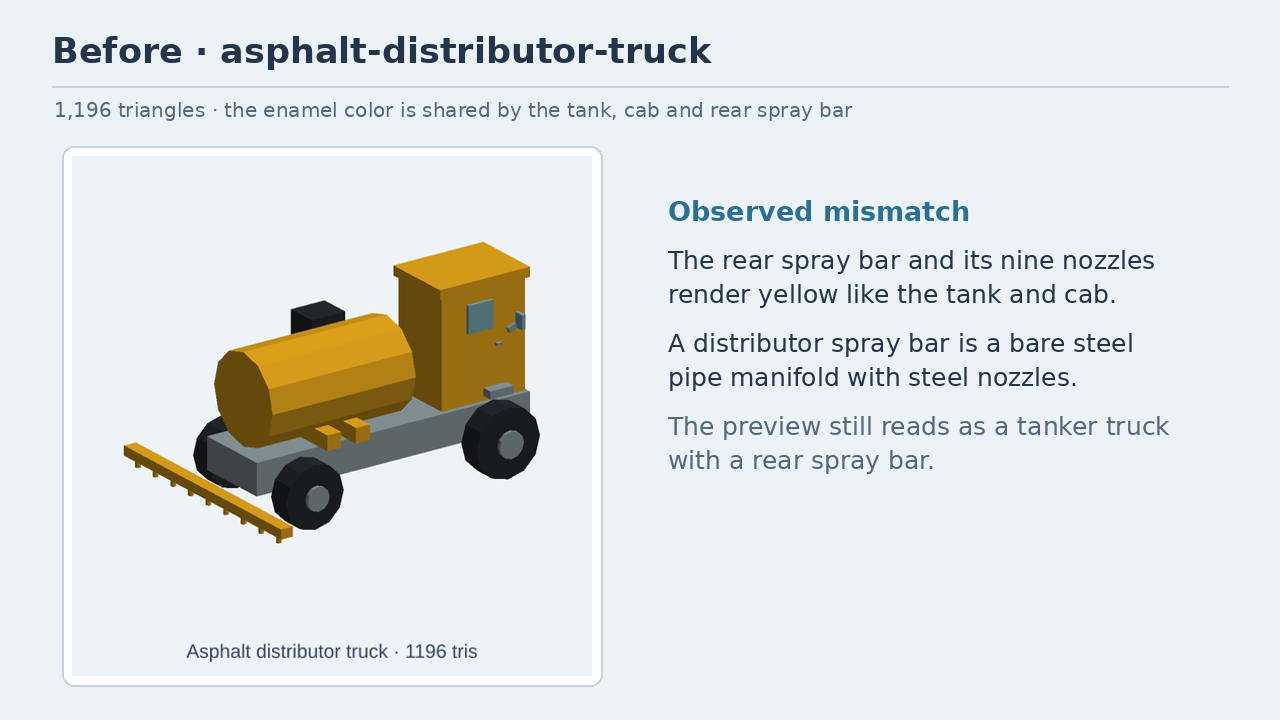 Before · asphalt-distributor-truck
1,196 triangles · the enamel color is shared by the tank, cab and rear spray bar
Observed mismatch
The rear spray bar and its nine nozzles
render yellow like the tank and cab.
A distributor spray bar is a bare steel
pipe manifold with steel nozzles.
The preview still reads as a tanker truck
with a rear spray bar.
Asphalt distributor truck · 1196 tris